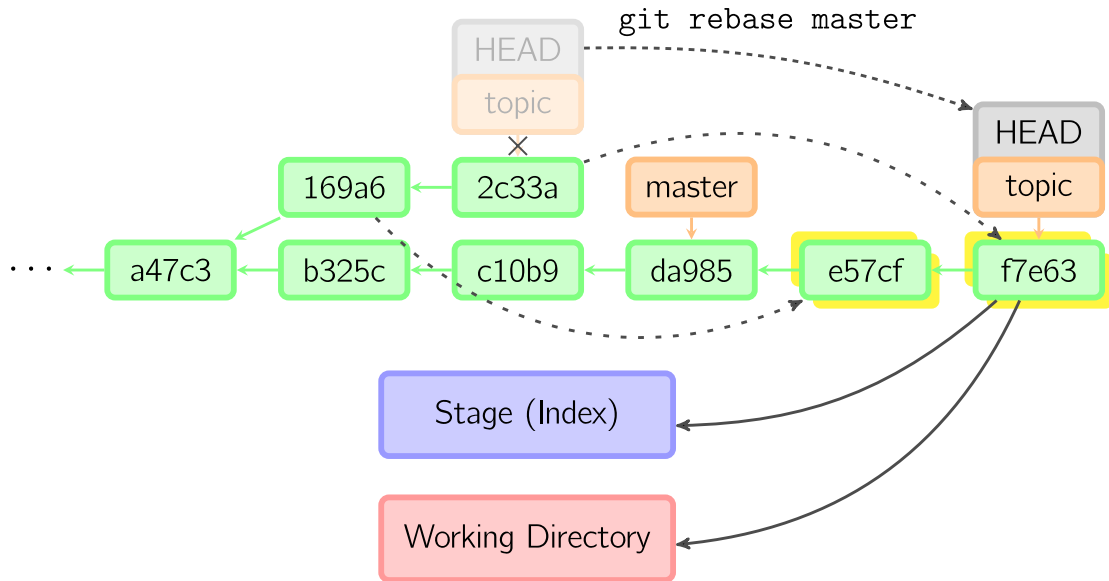 git rebase master
HEAD
topic
HEAD
topic
169a6
2c33a
master
...
a47c3
b325c
c10b9
da985
e57cf
f7e63
Stage (Index)
Working Directory